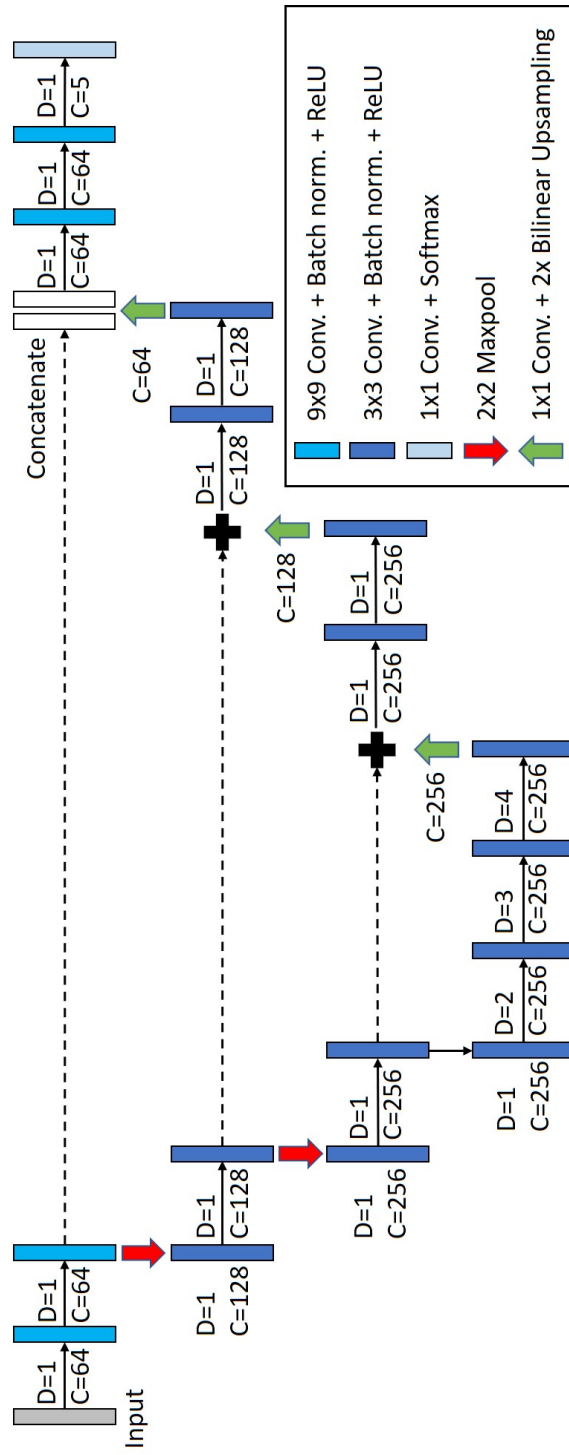 Input
D=1
C=64
D=1
C=64
Concatenate
D=1
C=64
D=1
C=64
D=1
C=5
D=1
C=128
D=1
C=128
D=1
C=128
D=1
C=128
C=64
D=1
C=256
D=1
C=256
D=1
C=256
D=1
C=256
C=128
D=1
C=256
D=2
C=256
D=3
C=256
D=4
C=256
C=256
9x9 Conv. + Batch norm. + ReLU
3x3 Conv. + Batch norm. + ReLU
1x1 Conv. + Softmax
2x2 Maxpool
1x1 Conv. + 2x Bilinear Upsampling